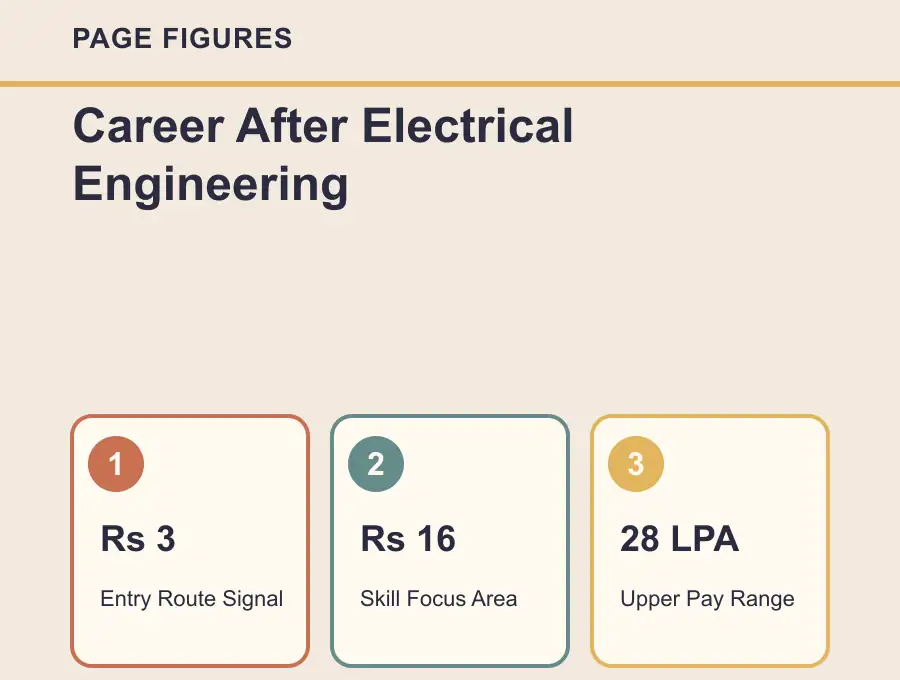 PAGE FIGURES
Career After Electrical
Engineering
1
2
3
Rs 3
Rs 16
28 LPA
Entry Route Signal
Skill Focus Area
Upper Pay Range